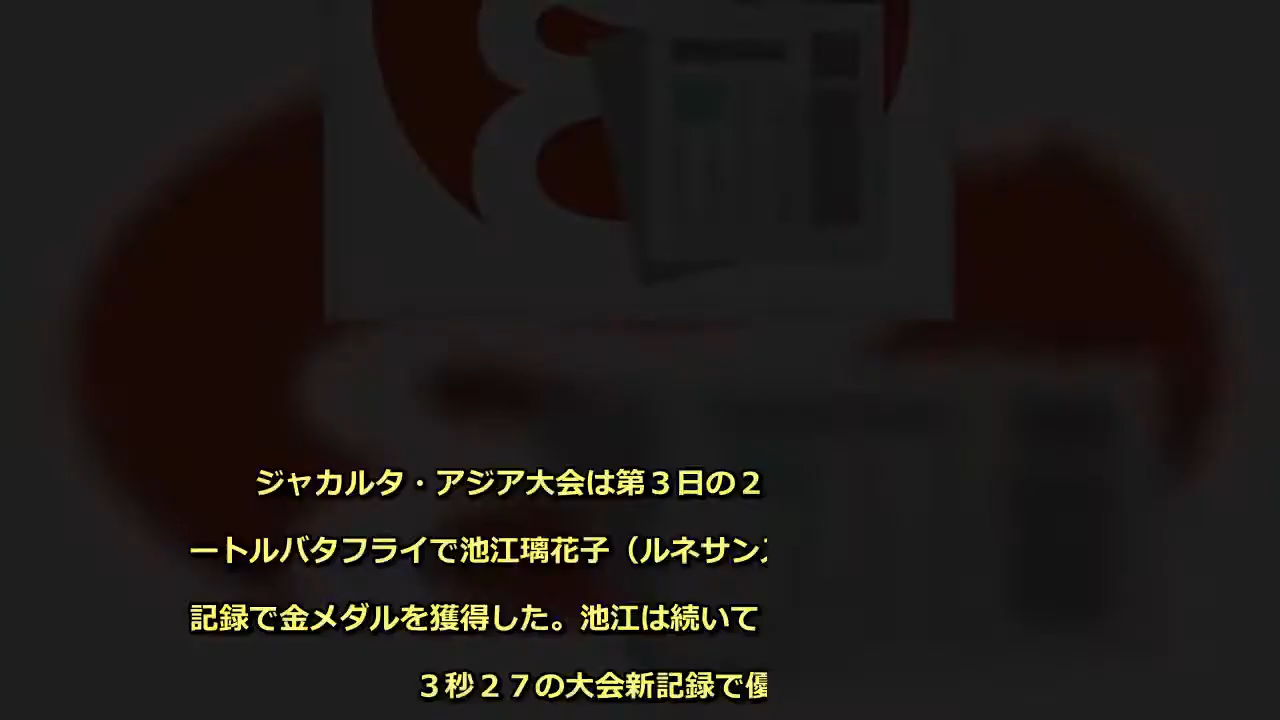 ジャカルタ・アジア大会は第３日の２
ートルバタフライで池江璃花子（ルネサン
記録で金メダルを獲得した。池江は続いて
３秒２７の大会新記録で優